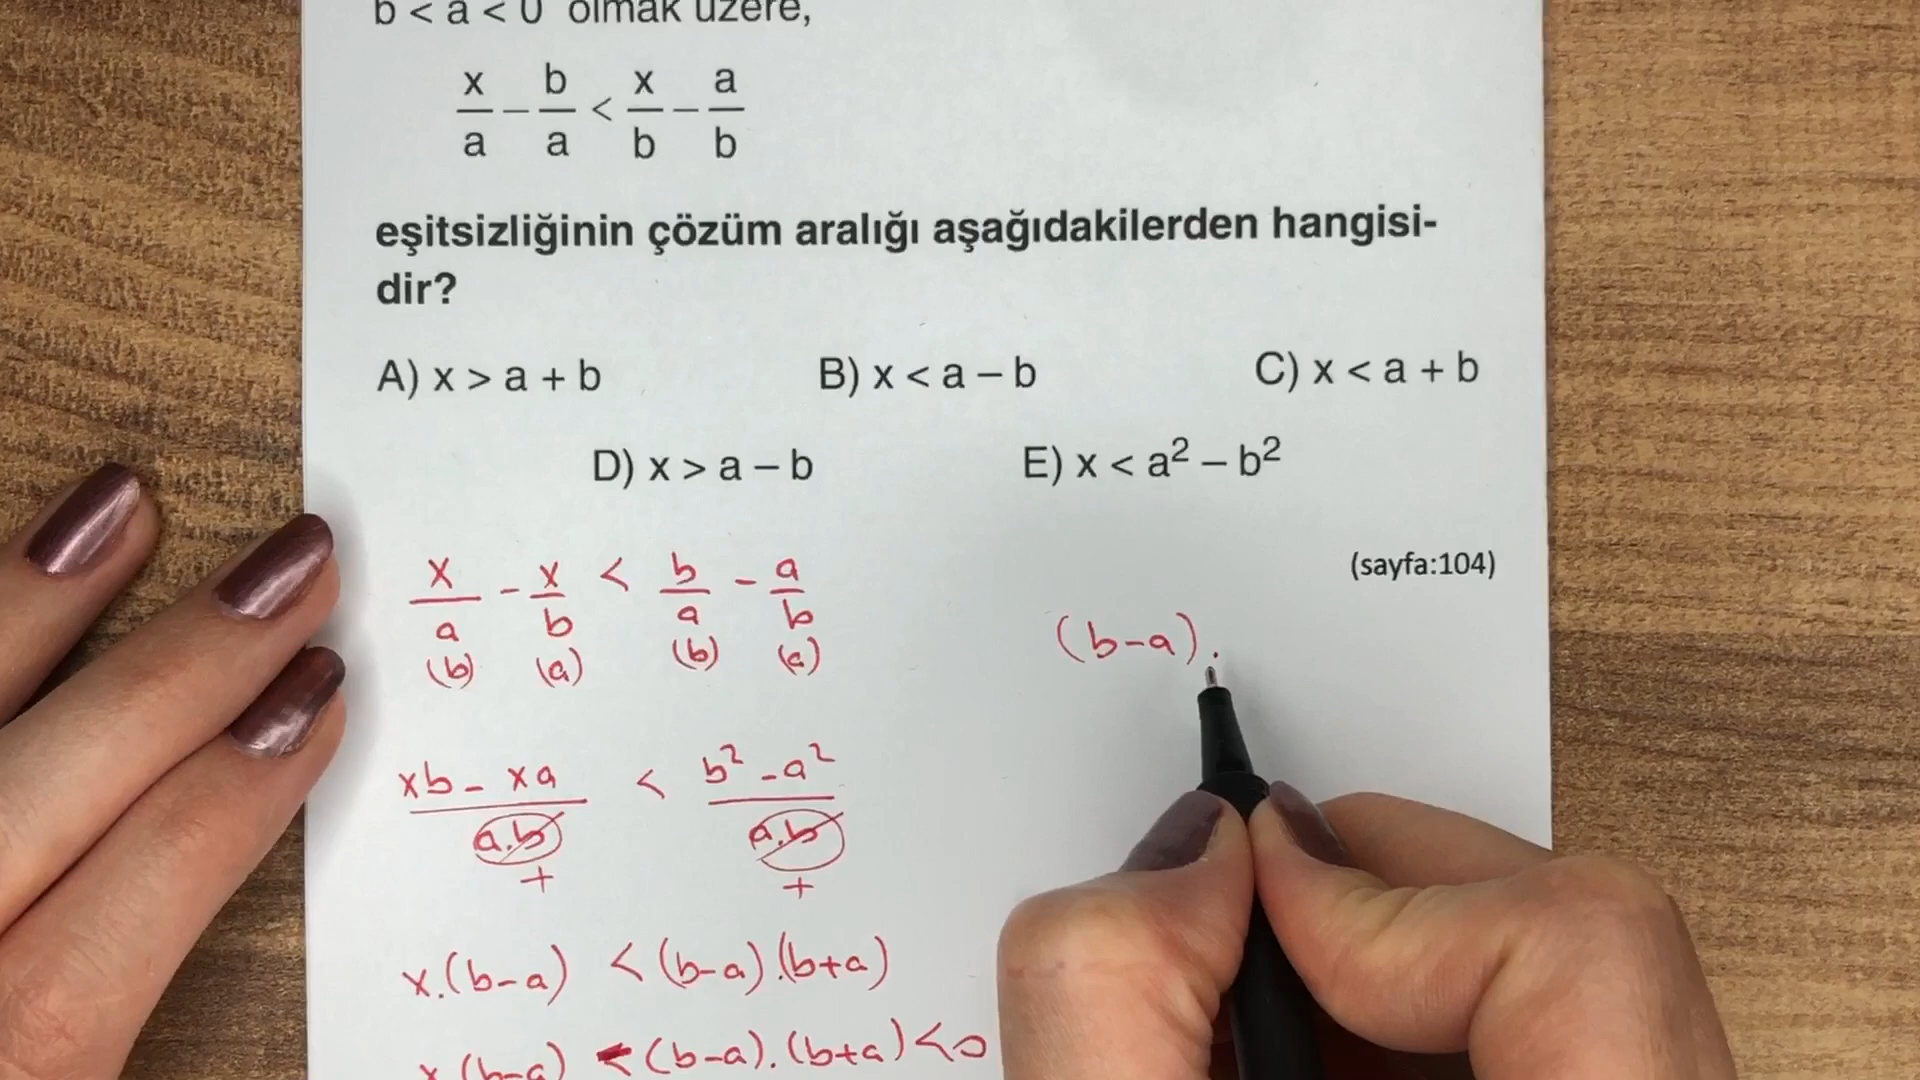 b < a < 0 olmak üzere,
x/a − b/a < x/b − a/b
eşitsizliğinin çözüm aralığı aşağıdakilerden hangisi-
dir?
A) x > a + b B) x < a − b C) x < a + b
D) x > a − b E) x < a² − b²
(sayfa:104)
x/a - x/b < b/a - a/b
(b) (a) (b) (a)
(b-a).
xb - xa / a.b < b² - a² / a.b
+ +
x.(b-a) < (b-a).(b+a)
x.(b-a) - (b-a).(b+a) < 0